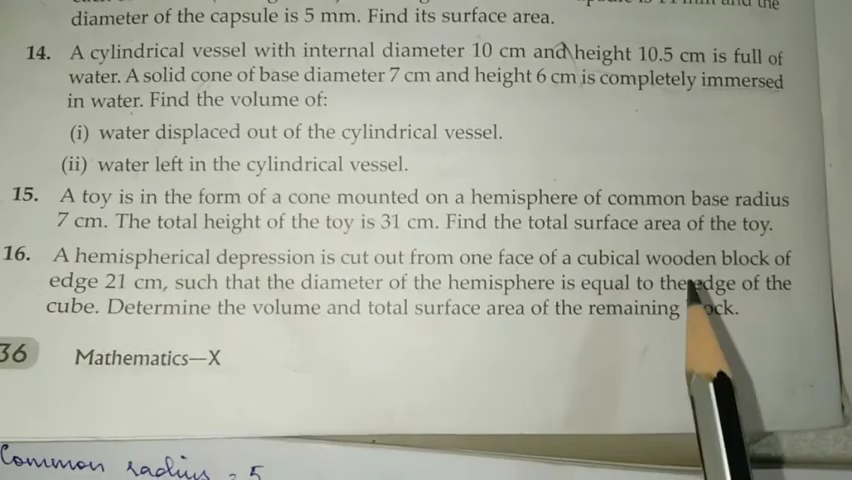 diameter of the capsule is 5 mm. Find its surface area.
14. A cylindrical vessel with internal diameter 10 cm and height 10.5 cm is full of
water. A solid cone of base diameter 7 cm and height 6 cm is completely immersed
in water. Find the volume of:
(i) water displaced out of the cylindrical vessel.
(ii) water left in the cylindrical vessel.
15. A toy is in the form of a cone mounted on a hemisphere of common base radius
7 cm. The total height of the toy is 31 cm. Find the total surface area of the toy.
16. A hemispherical depression is cut out from one face of a cubical wooden block of
edge 21 cm, such that the diameter of the hemisphere is equal to the edge of the
cube. Determine the volume and total surface area of the remaining
36 Mathematics—X
Common radius = 5